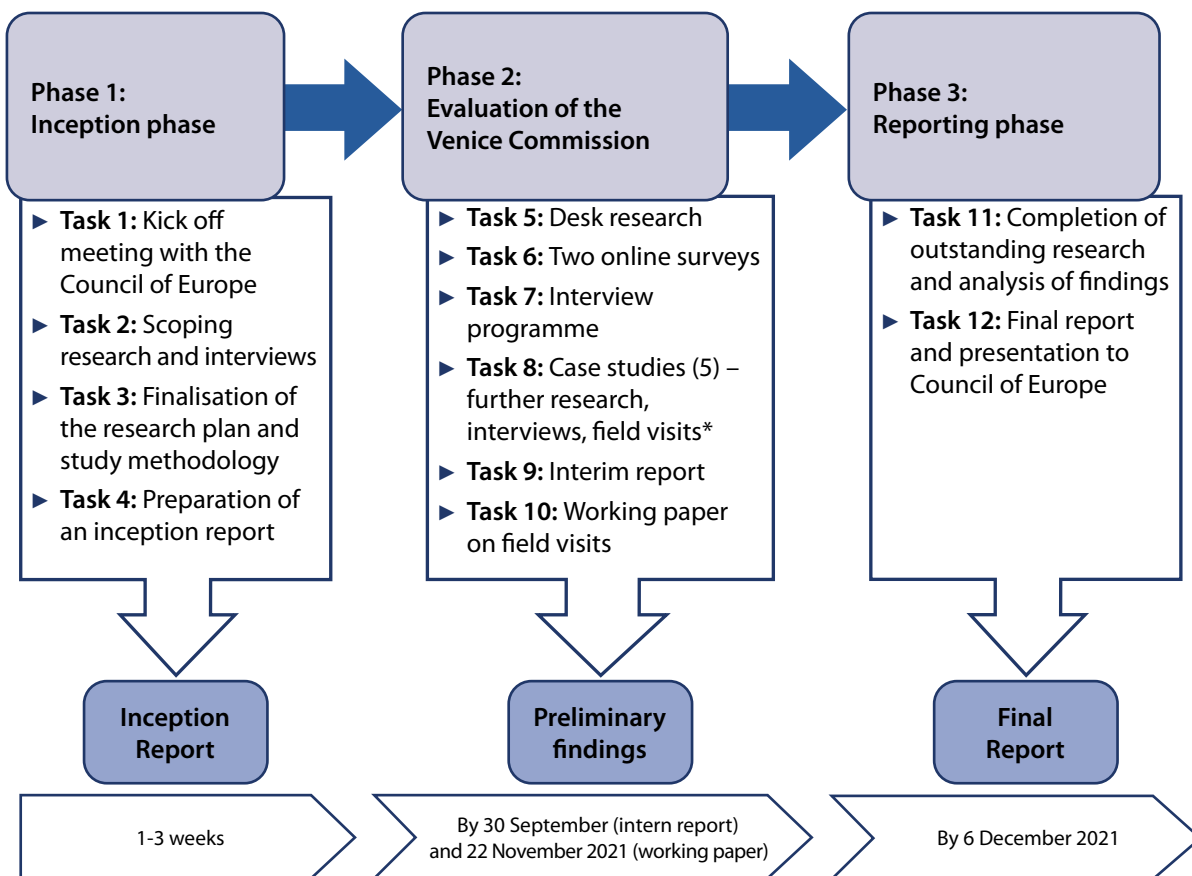 Phase 1:
Inception phase
► Task 1: Kick off
meeting with the
Council of Europe
► Task 2: Scoping
research and interviews
► Task 3: Finalisation of
the research plan and
study methodology
► Task 4: Preparation of
an inception report
Inception
Report
1-3 weeks
Phase 2:
Evaluation of the
Venice Commission
► Task 5: Desk research
► Task 6: Two online surveys
► Task 7: Interview
programme
► Task 8: Case studies (5) –
further research,
interviews, field visits*
► Task 9: Interim report
► Task 10: Working paper
on field visits
Preliminary
findings
By 30 September (intern report)
and 22 November 2021 (working paper)
Phase 3:
Reporting phase
► Task 11: Completion of
outstanding research
and analysis of findings
► Task 12: Final report
and presentation to
Council of Europe
Final
Report
By 6 December 2021